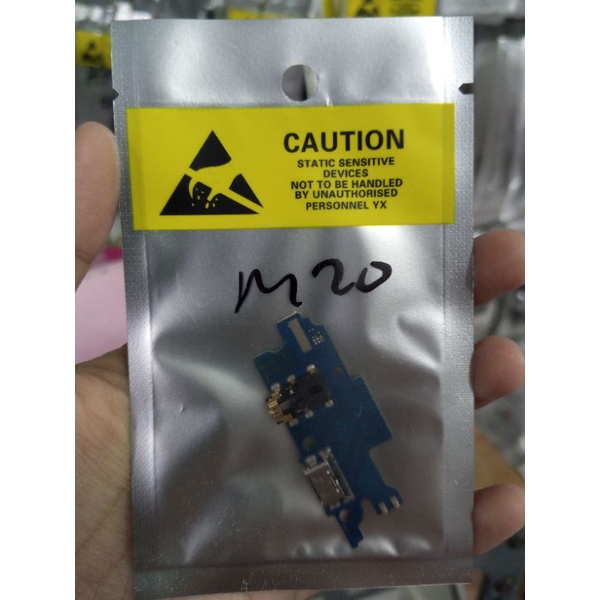 CAUTION
STATIC SENSITIVE
DEVICES
NOT TO BE HANDLED
BY UNAUTHORISED
PERSONNEL YX
M20